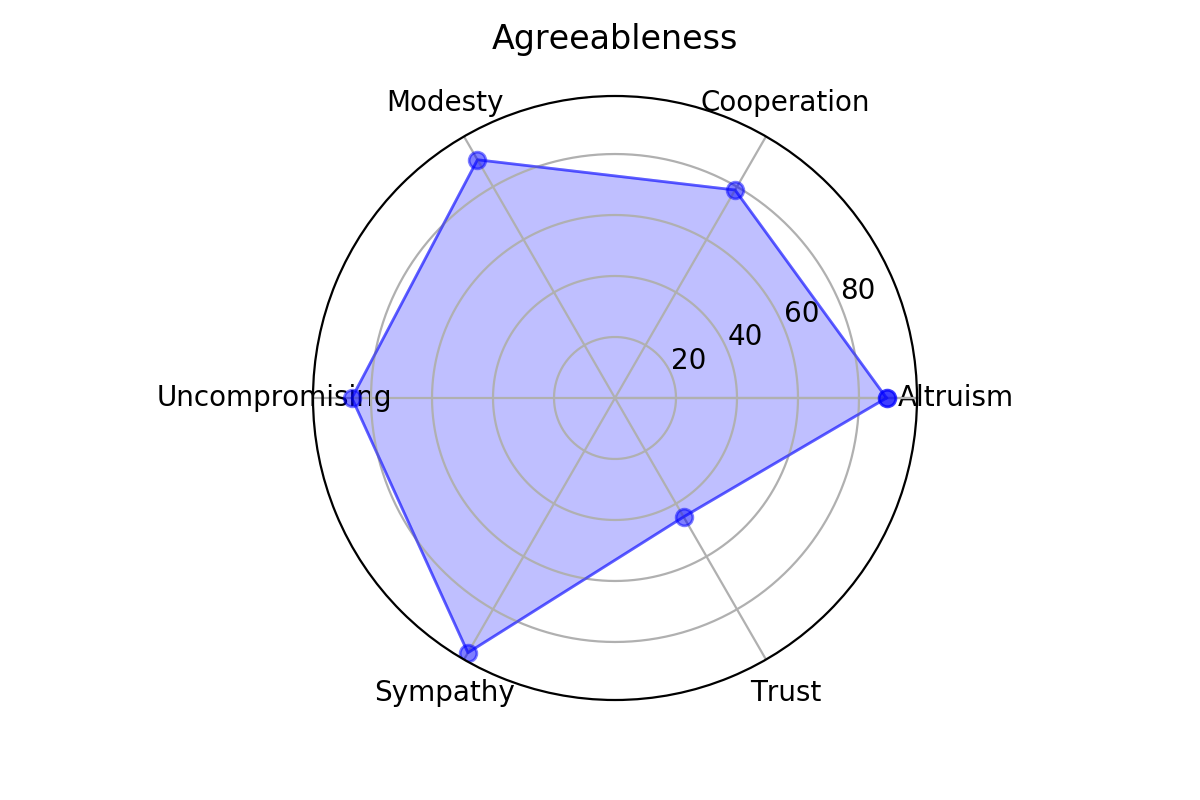 Agreeableness
Modesty
Cooperation
80
60
40
20
Uncompromising
Altruism
Sympathy
Trust